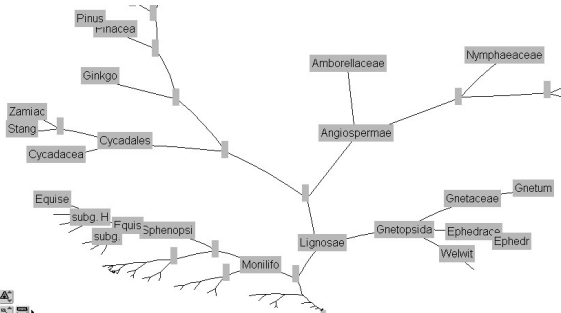 Pinus
Pinacea
Nymphaeaceae
Amborellaceae
Ginkgo
Zamiac
Stang
Angiospermae
Cycadales
Cycadacea
Gnetum
Equise
Gnetaceae
subg. H
Equis
Sphenopsi
Gnetopsida
Ephedrace
subg.
Lignosae
Ephedr
Welwit
Monilifo